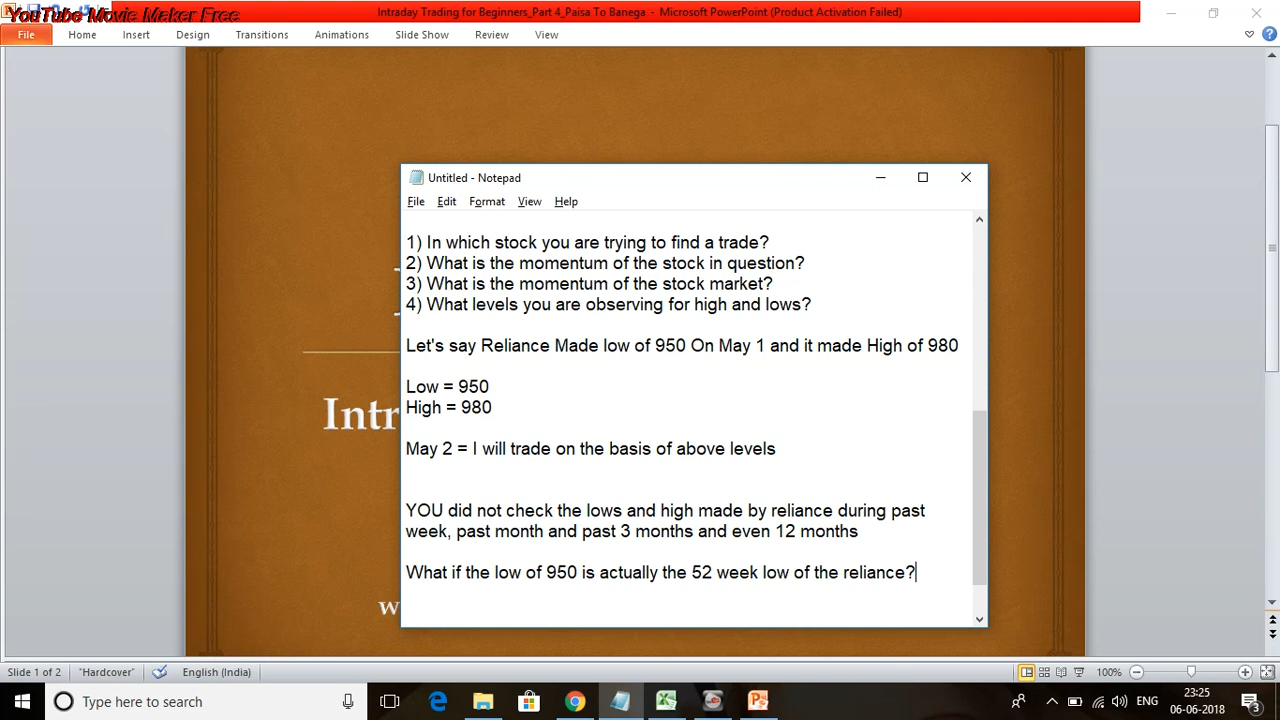 YouTube Movie Maker Free
Intraday Trading for Beginners_Part 4_Paisa To Banega - Microsoft PowerPoint (Product Activation Failed)
File Home Insert Design Transitions Animations Slide Show Review View
Untitled - Notepad
File Edit Format View Help
1) In which stock you are trying to find a trade?
2) What is the momentum of the stock in question?
3) What is the momentum of the stock market?
4) What levels you are observing for high and lows?
Let's say Reliance Made low of 950 On May 1 and it made High of 980
Low = 950
High = 980
Intr
May 2 = I will trade on the basis of above levels
YOU did not check the lows and high made by reliance during past
week, past month and past 3 months and even 12 months
What if the low of 950 is actually the 52 week low of the reliance?
w
Slide 1 of 2 "Hardcover" English (India) 100%
Type here to search
ENG
23:25
06-06-2018
3